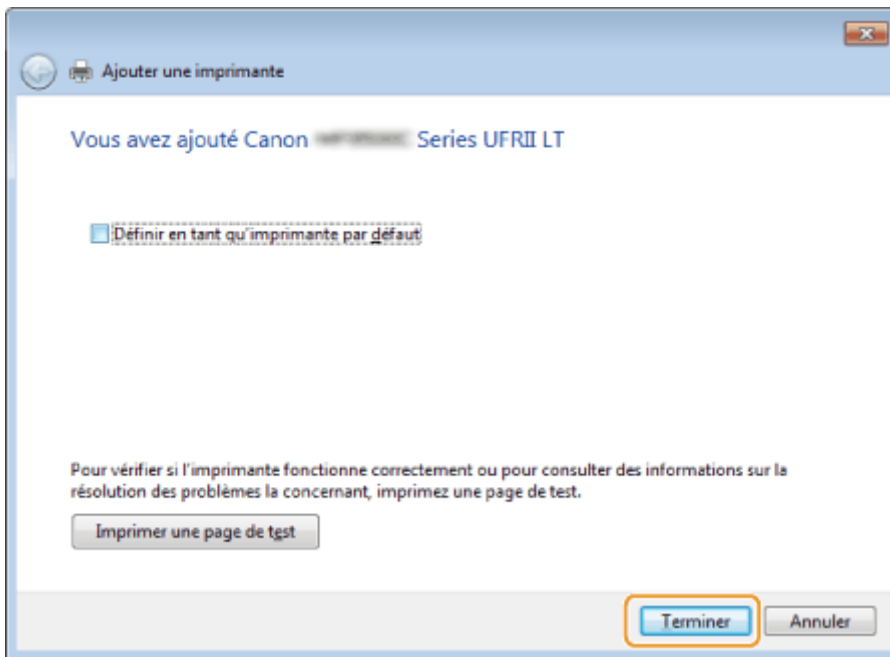 Ajouter une imprimante
Vous avez ajouté Canon Series UFRII LT
Définir en tant qu'imprimante par défaut
Pour vérifier si l'imprimante fonctionne correctement ou pour consulter des informations sur la
résolution des problèmes la concernant, imprimez une page de test.
Imprimer une page de test
Terminer Annuler